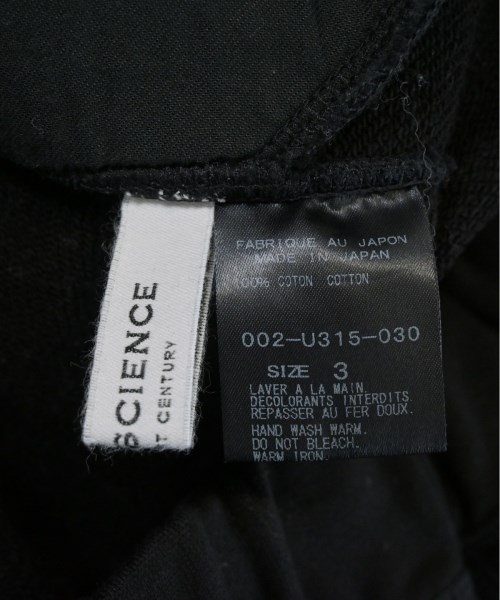 SCIENCE
T CENTURY
FABRIQUE AU JAPON
MADE IN JAPAN
100% COTON COTTON
002-U315-030
SIZE 3
LAVER A LA MAIN.
DECOLORANTS INTERDITS
REPASSER AU FER DOUX.
HAND WASH WARM.
DO NOT BLEACH.
WARM IRON.